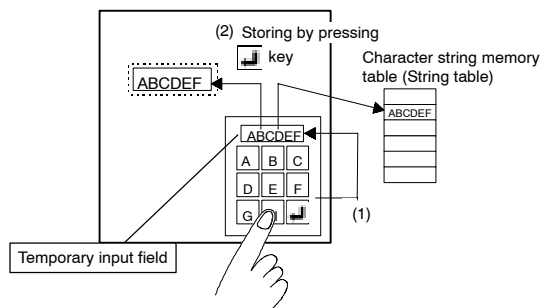 (2) Storing by pressing
key
Character string memory
table (String table)
ABCDEF
ABCDEF
ABCDEF
A B C
D E F
G
(1)
Temporary input field